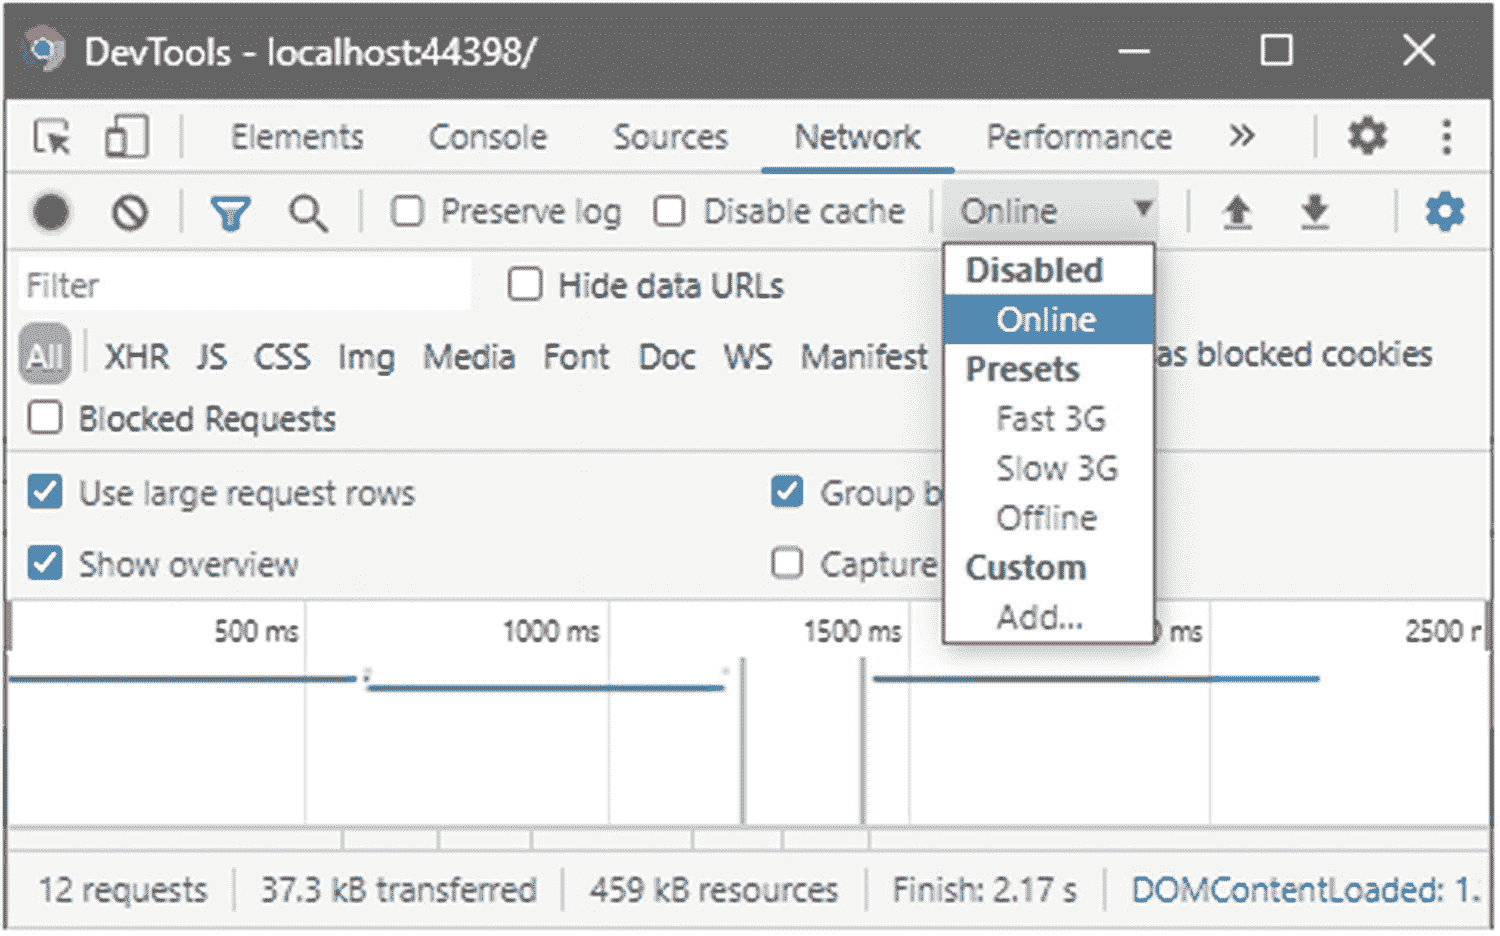 DevTools - localhost:44398/
Elements Console Sources Network Performance »
Preserve log Disable cache Online
Filter Hide data URLs
Disabled
Online
All XHR JS CSS Img Media Font Doc WS Manifest as blocked cookies
Presets
Fast 3G
Blocked Requests
Slow 3G
Use large request rows Group b
Offline
Show overview Capture
Custom
Add...
500 ms 1000 ms 1500 ms ms 2500
12 requests 37.3 kB transferred 459 kB resources Finish: 2.17 s DOMContentLoaded: 1.